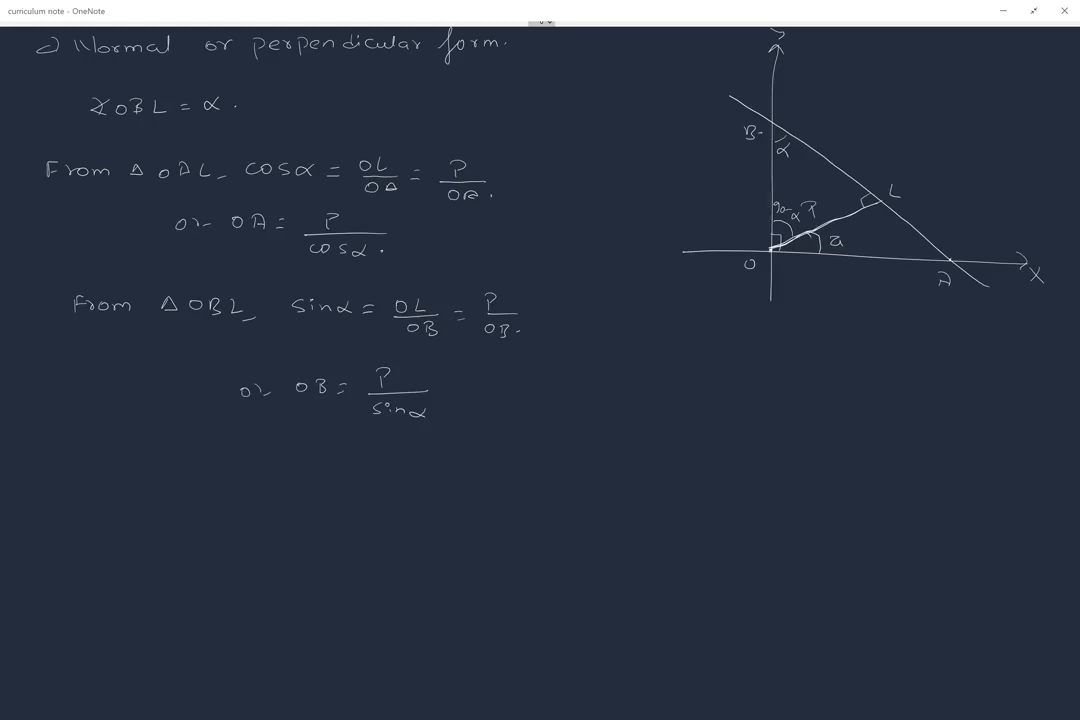 curriculum note - OneNote
c) Normal or perpendicular form.
∡OBL = α.
From Δ OAL, cosα = OL/OA = P/OA.
or OA = P/cosα.
From Δ OBL, sinα = OL/OB = P/OB.
or OB = P/sinα
Y
B
α
L
90-α
P
α
O
A
X